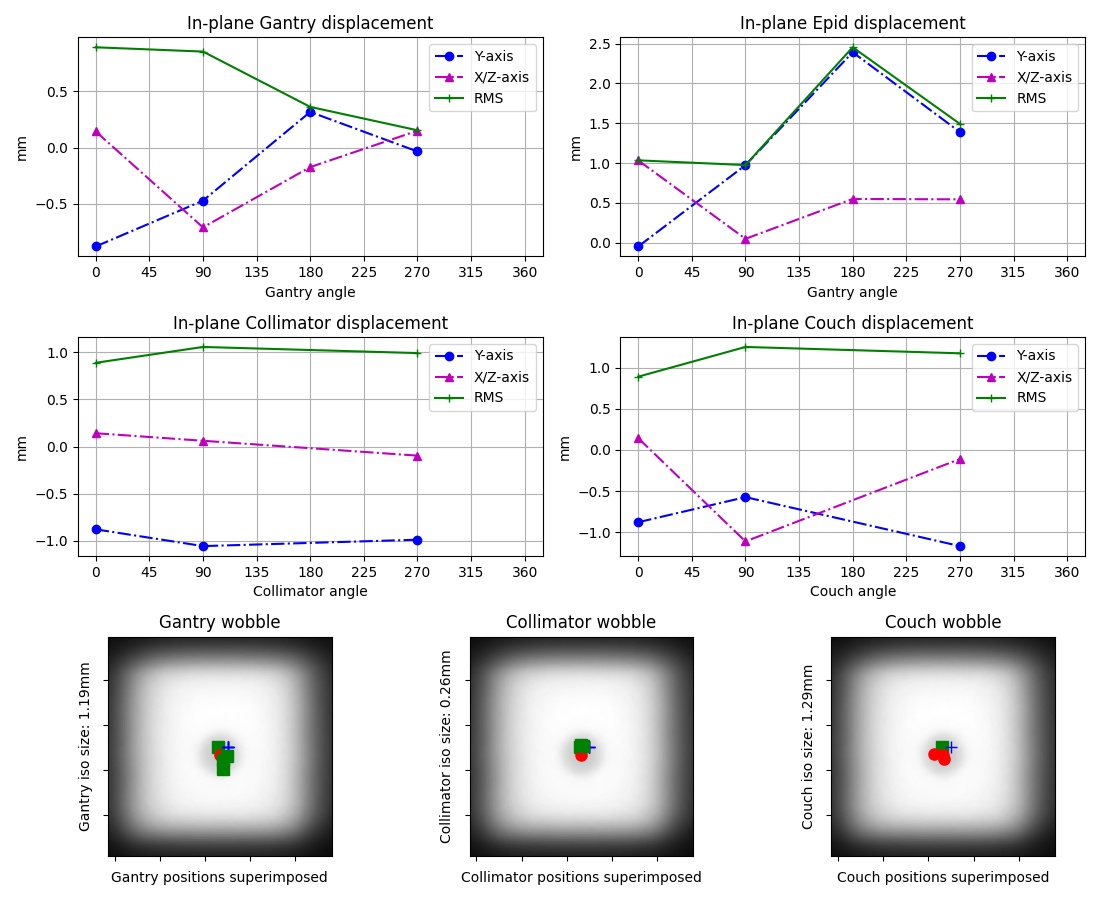 In-plane Gantry displacement
mm
0.5
0.0
−0.5
Y-axis
X/Z-axis
RMS
0 45 90 135 180 225 270 315 360
Gantry angle
In-plane Epid displacement
mm
2.5
2.0
1.5
1.0
0.5
0.0
Y-axis
X/Z-axis
RMS
0 45 90 135 180 225 270 315 360
Gantry angle
In-plane Collimator displacement
mm
1.0
0.5
0.0
−0.5
−1.0
Y-axis
X/Z-axis
RMS
0 45 90 135 180 225 270 315 360
Collimator angle
In-plane Couch displacement
mm
1.0
0.5
0.0
−0.5
−1.0
Y-axis
X/Z-axis
RMS
0 45 90 135 180 225 270 315 360
Couch angle
Gantry wobble
Gantry iso size: 1.19mm
Gantry positions superimposed
Collimator wobble
Collimator iso size: 0.26mm
Collimator positions superimposed
Couch wobble
Couch iso size: 1.29mm
Couch positions superimposed